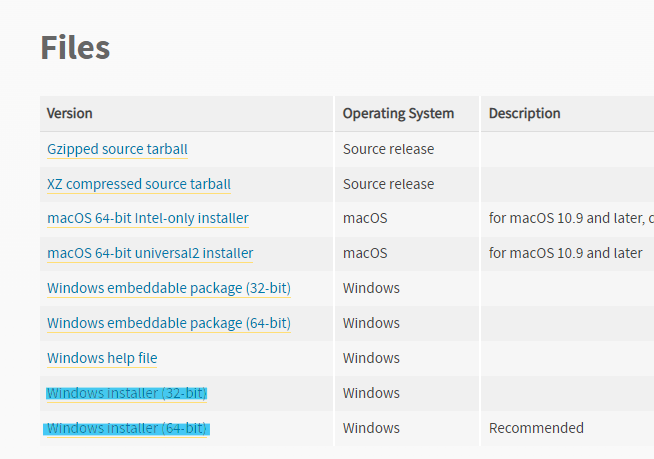 Files
Version Operating System Description
Gzipped source tarball Source release
XZ compressed source tarball Source release
macOS 64-bit Intel-only installer macOS for macOS 10.9 and later,
macOS 64-bit universal2 installer macOS for macOS 10.9 and later
Windows embeddable package (32-bit) Windows
Windows embeddable package (64-bit) Windows
Windows help file Windows
Windows installer (32-bit) Windows
Windows installer (64-bit) Windows Recommended